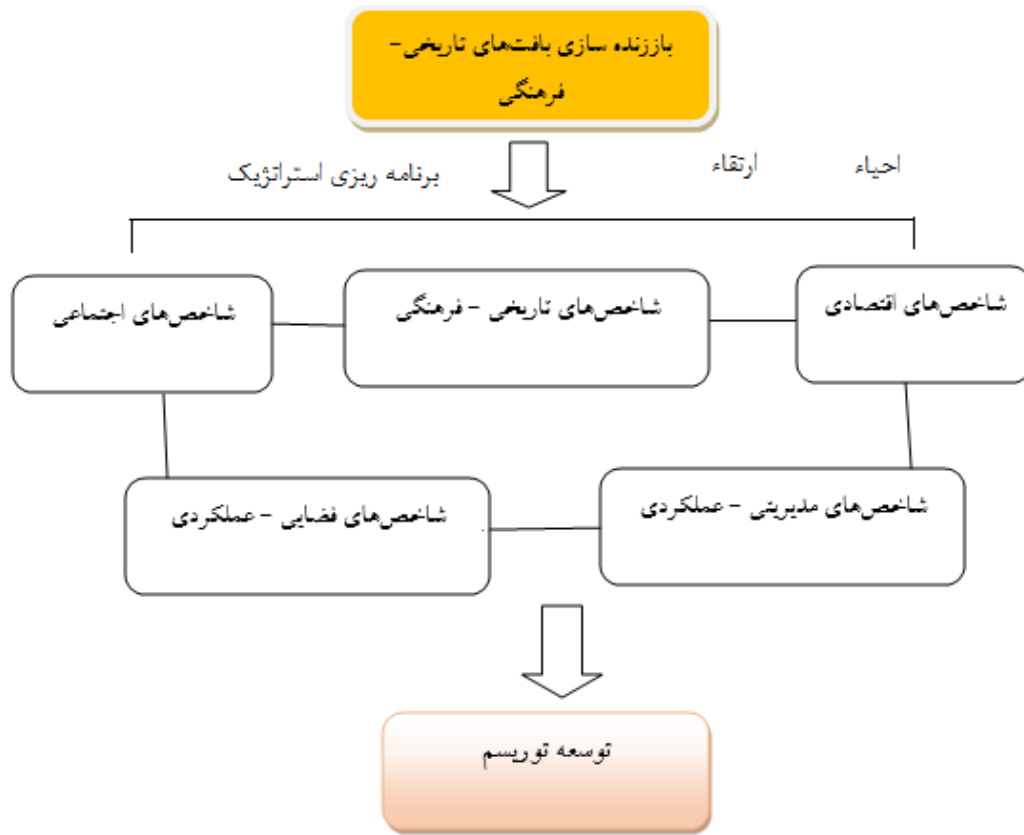 باززنده سازی بافت‌های تاریخی-
فرهنگی
احیاء
ارتقاء
برنامه ریزی استراتژیک
شاخص‌های اقتصادی
شاخص‌های تاریخی - فرهنگی
شاخص‌های اجتماعی
شاخص‌های مدیریتی - عملکردی
شاخص‌های فضایی - عملکردی
توسعه توریسم